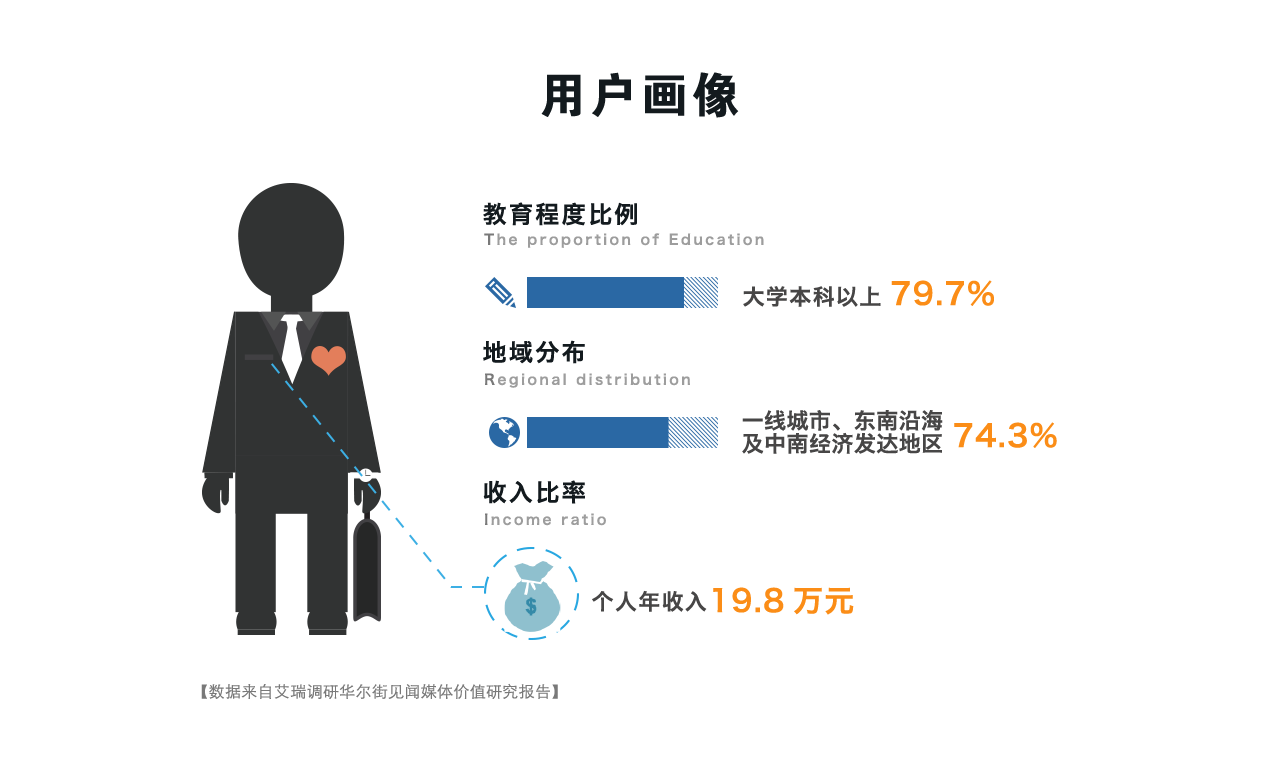 用户画像
教育程度比例
The proportion of Education
大学本科以上 79.7%
地域分布
Regional distribution
一线城市、东南沿海
及中南经济发达地区 74.3%
收入比率
Income ratio
$
个人年收入19.8 万元
【数据来自艾瑞调研华尔街见闻媒体价值研究报告】